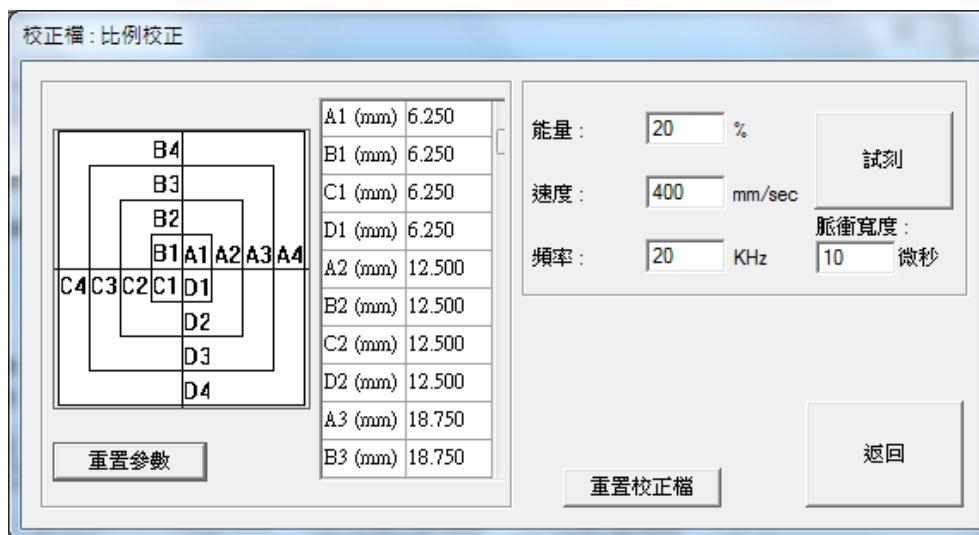 校正檔 : 比例校正
B4
B3
B2
B1 A1 A2 A3 A4
C4 C3 C2 C1 D1
D2
D3
D4
A1 (mm) 6.250
B1 (mm) 6.250
C1 (mm) 6.250
D1 (mm) 6.250
A2 (mm) 12.500
B2 (mm) 12.500
C2 (mm) 12.500
D2 (mm) 12.500
A3 (mm) 18.750
B3 (mm) 18.750
重置參數
能量 : 20 %
速度 : 400 mm/sec
頻率 : 20 KHz
試刻
脈衝寬度 :
10 微秒
重置校正檔
返回